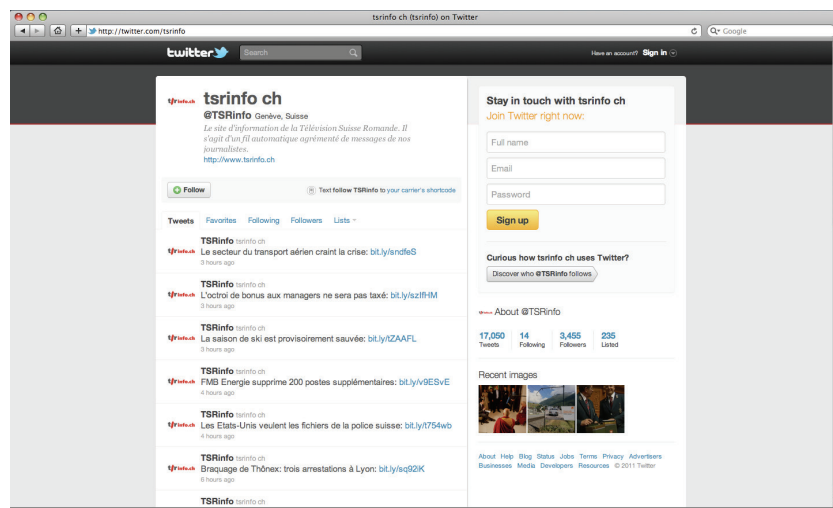 tsrinfo ch (tsrinfo) on Twitter
http://twitter.com/tsrinfo
Google
twitter
Search
Have an account? Sign in
tsrinfo.ch
tsrinfo ch
@TSRinfo Genève, Suisse
Le site d'information de la Télévision Suisse Romande. Il
s'agit d'un fil automatique agrémenté de messages de nos
journalistes.
http://www.tsrinfo.ch
Follow
Text follow TSRinfo to your carrier's shortcode
Tweets Favorites Following Followers Lists
TSRinfo tsrinfo ch
Le secteur du transport aérien craint la crise: bit.ly/sndfeS
3 hours ago
TSRinfo tsrinfo ch
L'octroi de bonus aux managers ne sera pas taxé: bit.ly/szIfHM
3 hours ago
TSRinfo tsrinfo ch
La saison de ski est provisoirement sauvée: bit.ly/tZAAFL
3 hours ago
TSRinfo tsrinfo ch
FMB Energie supprime 200 postes supplémentaires: bit.ly/v9ESvE
4 hours ago
TSRinfo tsrinfo ch
Les Etats-Unis veulent les fichiers de la police suisse: bit.ly/t754wb
4 hours ago
TSRinfo tsrinfo ch
Braquage de Thônex: trois arrestations à Lyon: bit.ly/sq92iK
6 hours ago
TSRinfo tsrinfo ch
Stay in touch with tsrinfo ch
Join Twitter right now:
Full name
Email
Password
Sign up
Curious how tsrinfo ch uses Twitter?
Discover who @TSRinfo follows
About @TSRinfo
17,050 14 3,455 235
Tweets Following Followers Listed
Recent images
About Help Blog Status Jobs Terms Privacy Advertisers
Businesses Media Developers Resources © 2011 Twitter